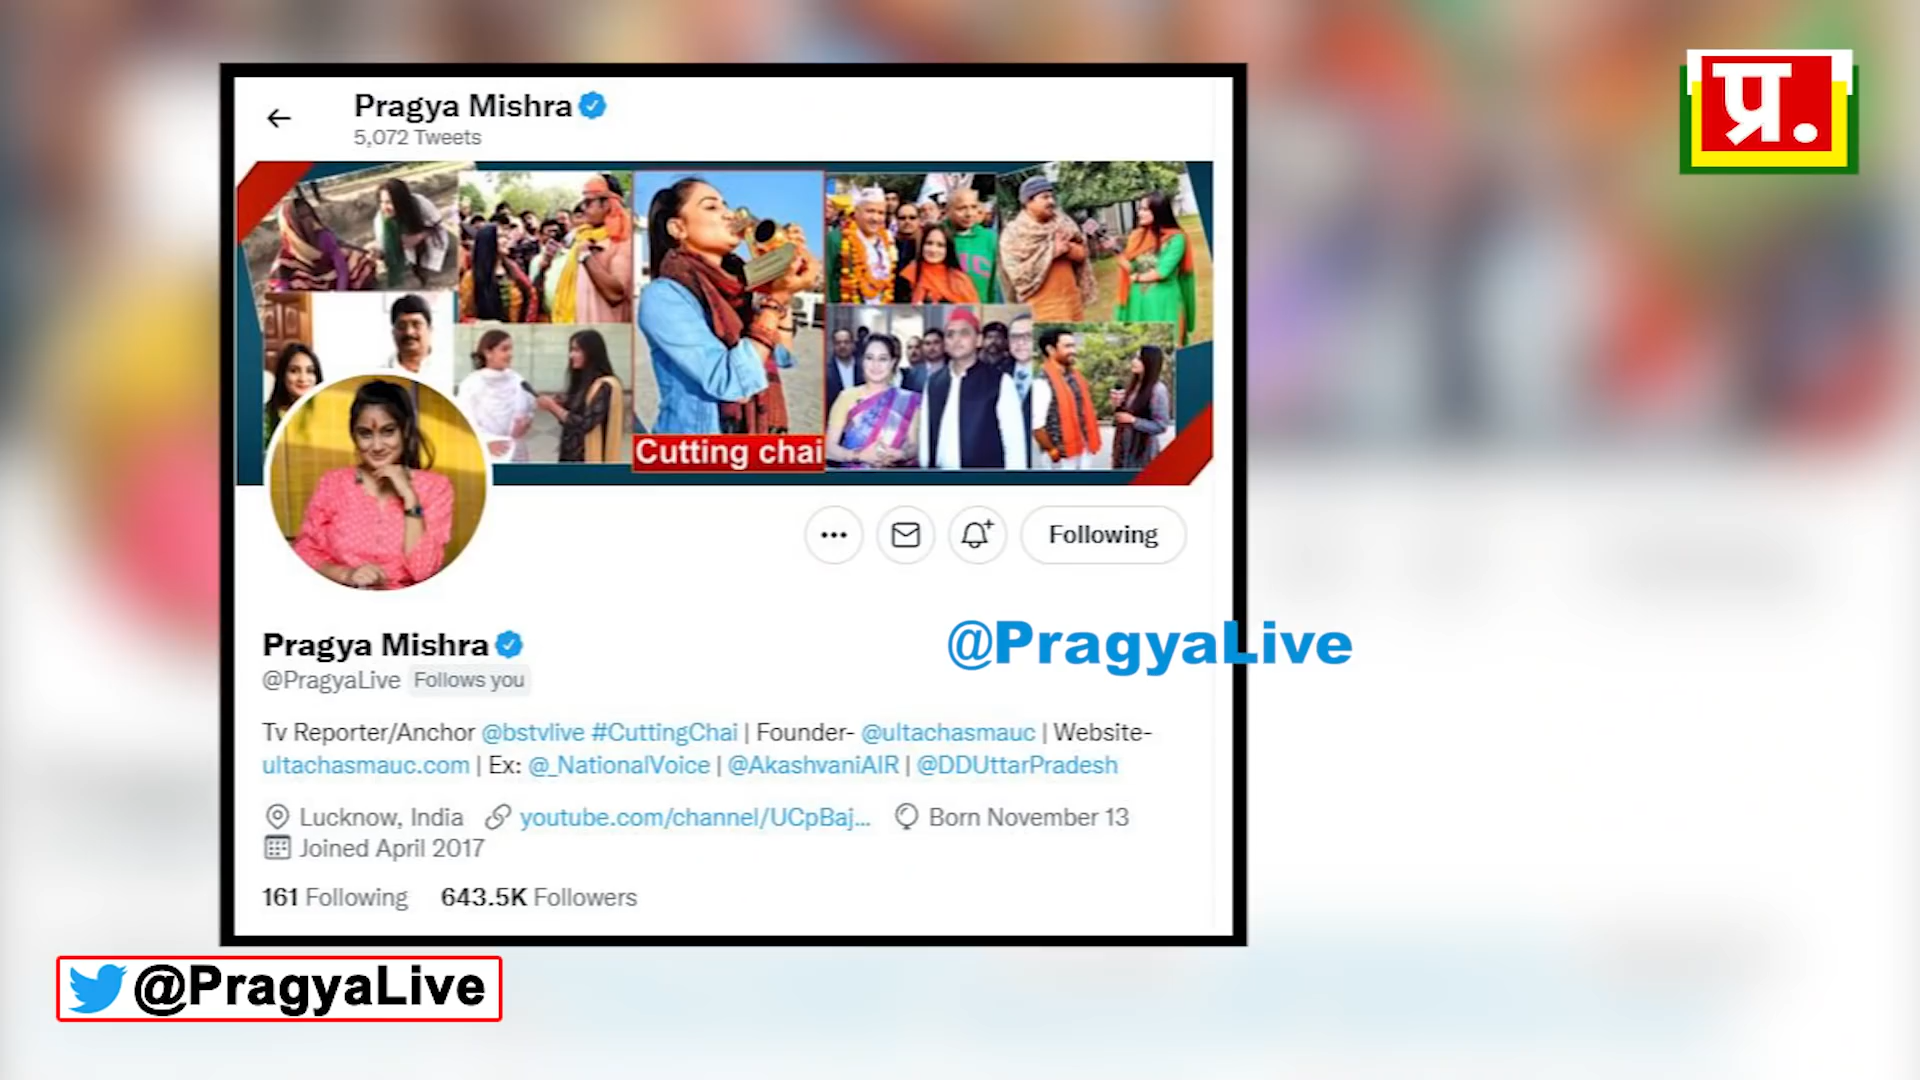 प्र.
Pragya Mishra
5,072 Tweets
Cutting chai
Following
Pragya Mishra
@PragyaLive Follows you
@PragyaLive
Tv Reporter/Anchor @bstvlive #CuttingChai | Founder- @ultachasmauc | Website-
ultachasmauc.com | Ex: @_NationalVoice | @AkashvaniAIR | @DDUttarPradesh
Lucknow, India youtube.com/channel/UCpBaj... Born November 13
Joined April 2017
161 Following 643.5K Followers
@PragyaLive